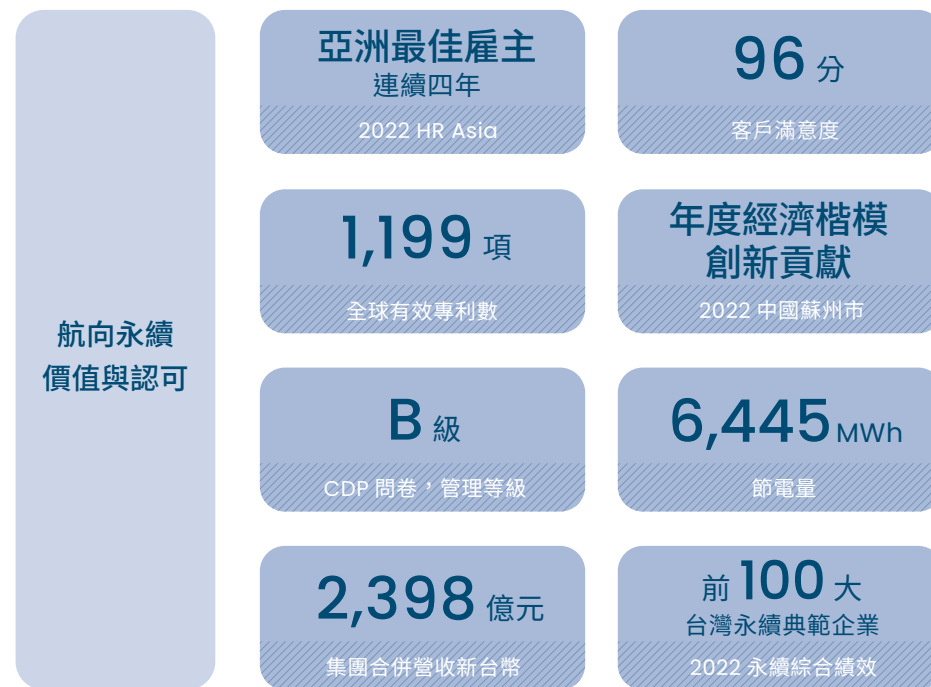 航向永續
價值與認可
亞洲最佳雇主
連續四年
2022 HR Asia
96 分
客戶滿意度
1,199 項
全球有效專利數
年度經濟楷模
創新貢獻
2022 中國蘇州市
B 級
CDP 問卷，管理等級
6,445 MWh
節電量
2,398 億元
集團合併營收新台幣
前 100 大
台灣永續典範企業
2022 永續綜合績效